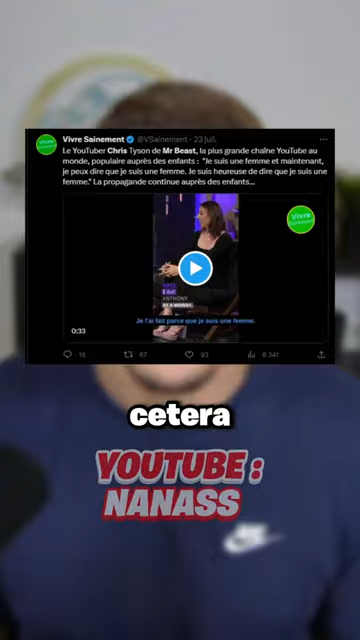 Vivre Sainement @VSainement · 23 juil.
Le YouTuber Chris Tyson de Mr Beast, la plus grande chaîne YouTube au
monde, populaire auprès des enfants : "Je suis une femme et maintenant,
je peux dire que je suis une femme. Je suis heureuse de dire que je suis une
femme." La propagande continue auprès des enfants...
Vivre
ANTHONY
Je l'ai fait parce que je suis une femme.
0:33
19
67
93
6 341
cetera
YOUTUBE :
NANASS